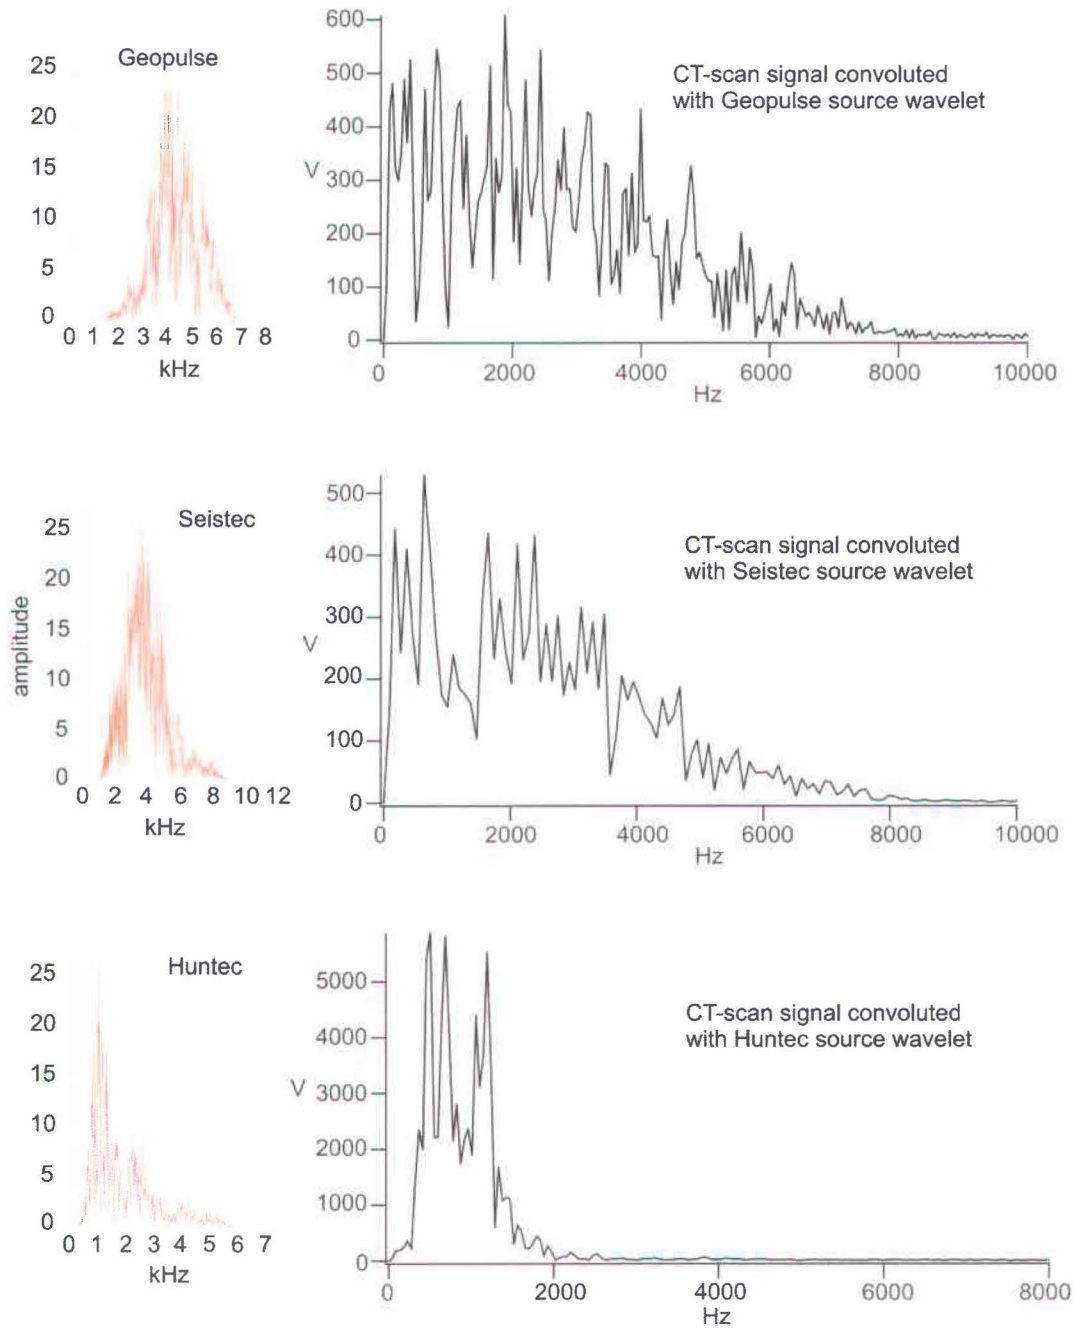 Geopulse
25
20
15
10
5
0
0 1 2 3 4 5 6 7 8
kHz
600
500
400
V
300
200
100
0
0 2000 4000 6000 8000 10000
Hz
CT-scan signal convoluted
with Geopulse source wavelet
Seistec
amplitude
25
20
15
10
5
0
0 2 4 6 8 10 12
kHz
500
400
300
V
200
100
0
0 2000 4000 6000 8000 10000
Hz
CT-scan signal convoluted
with Seistec source wavelet
Huntec
25
20
15
10
5
0
0 1 2 3 4 5 6 7
kHz
5000
4000
V 3000
2000
1000
0
0 2000 4000 6000 8000
Hz
CT-scan signal convoluted
with Huntec source wavelet